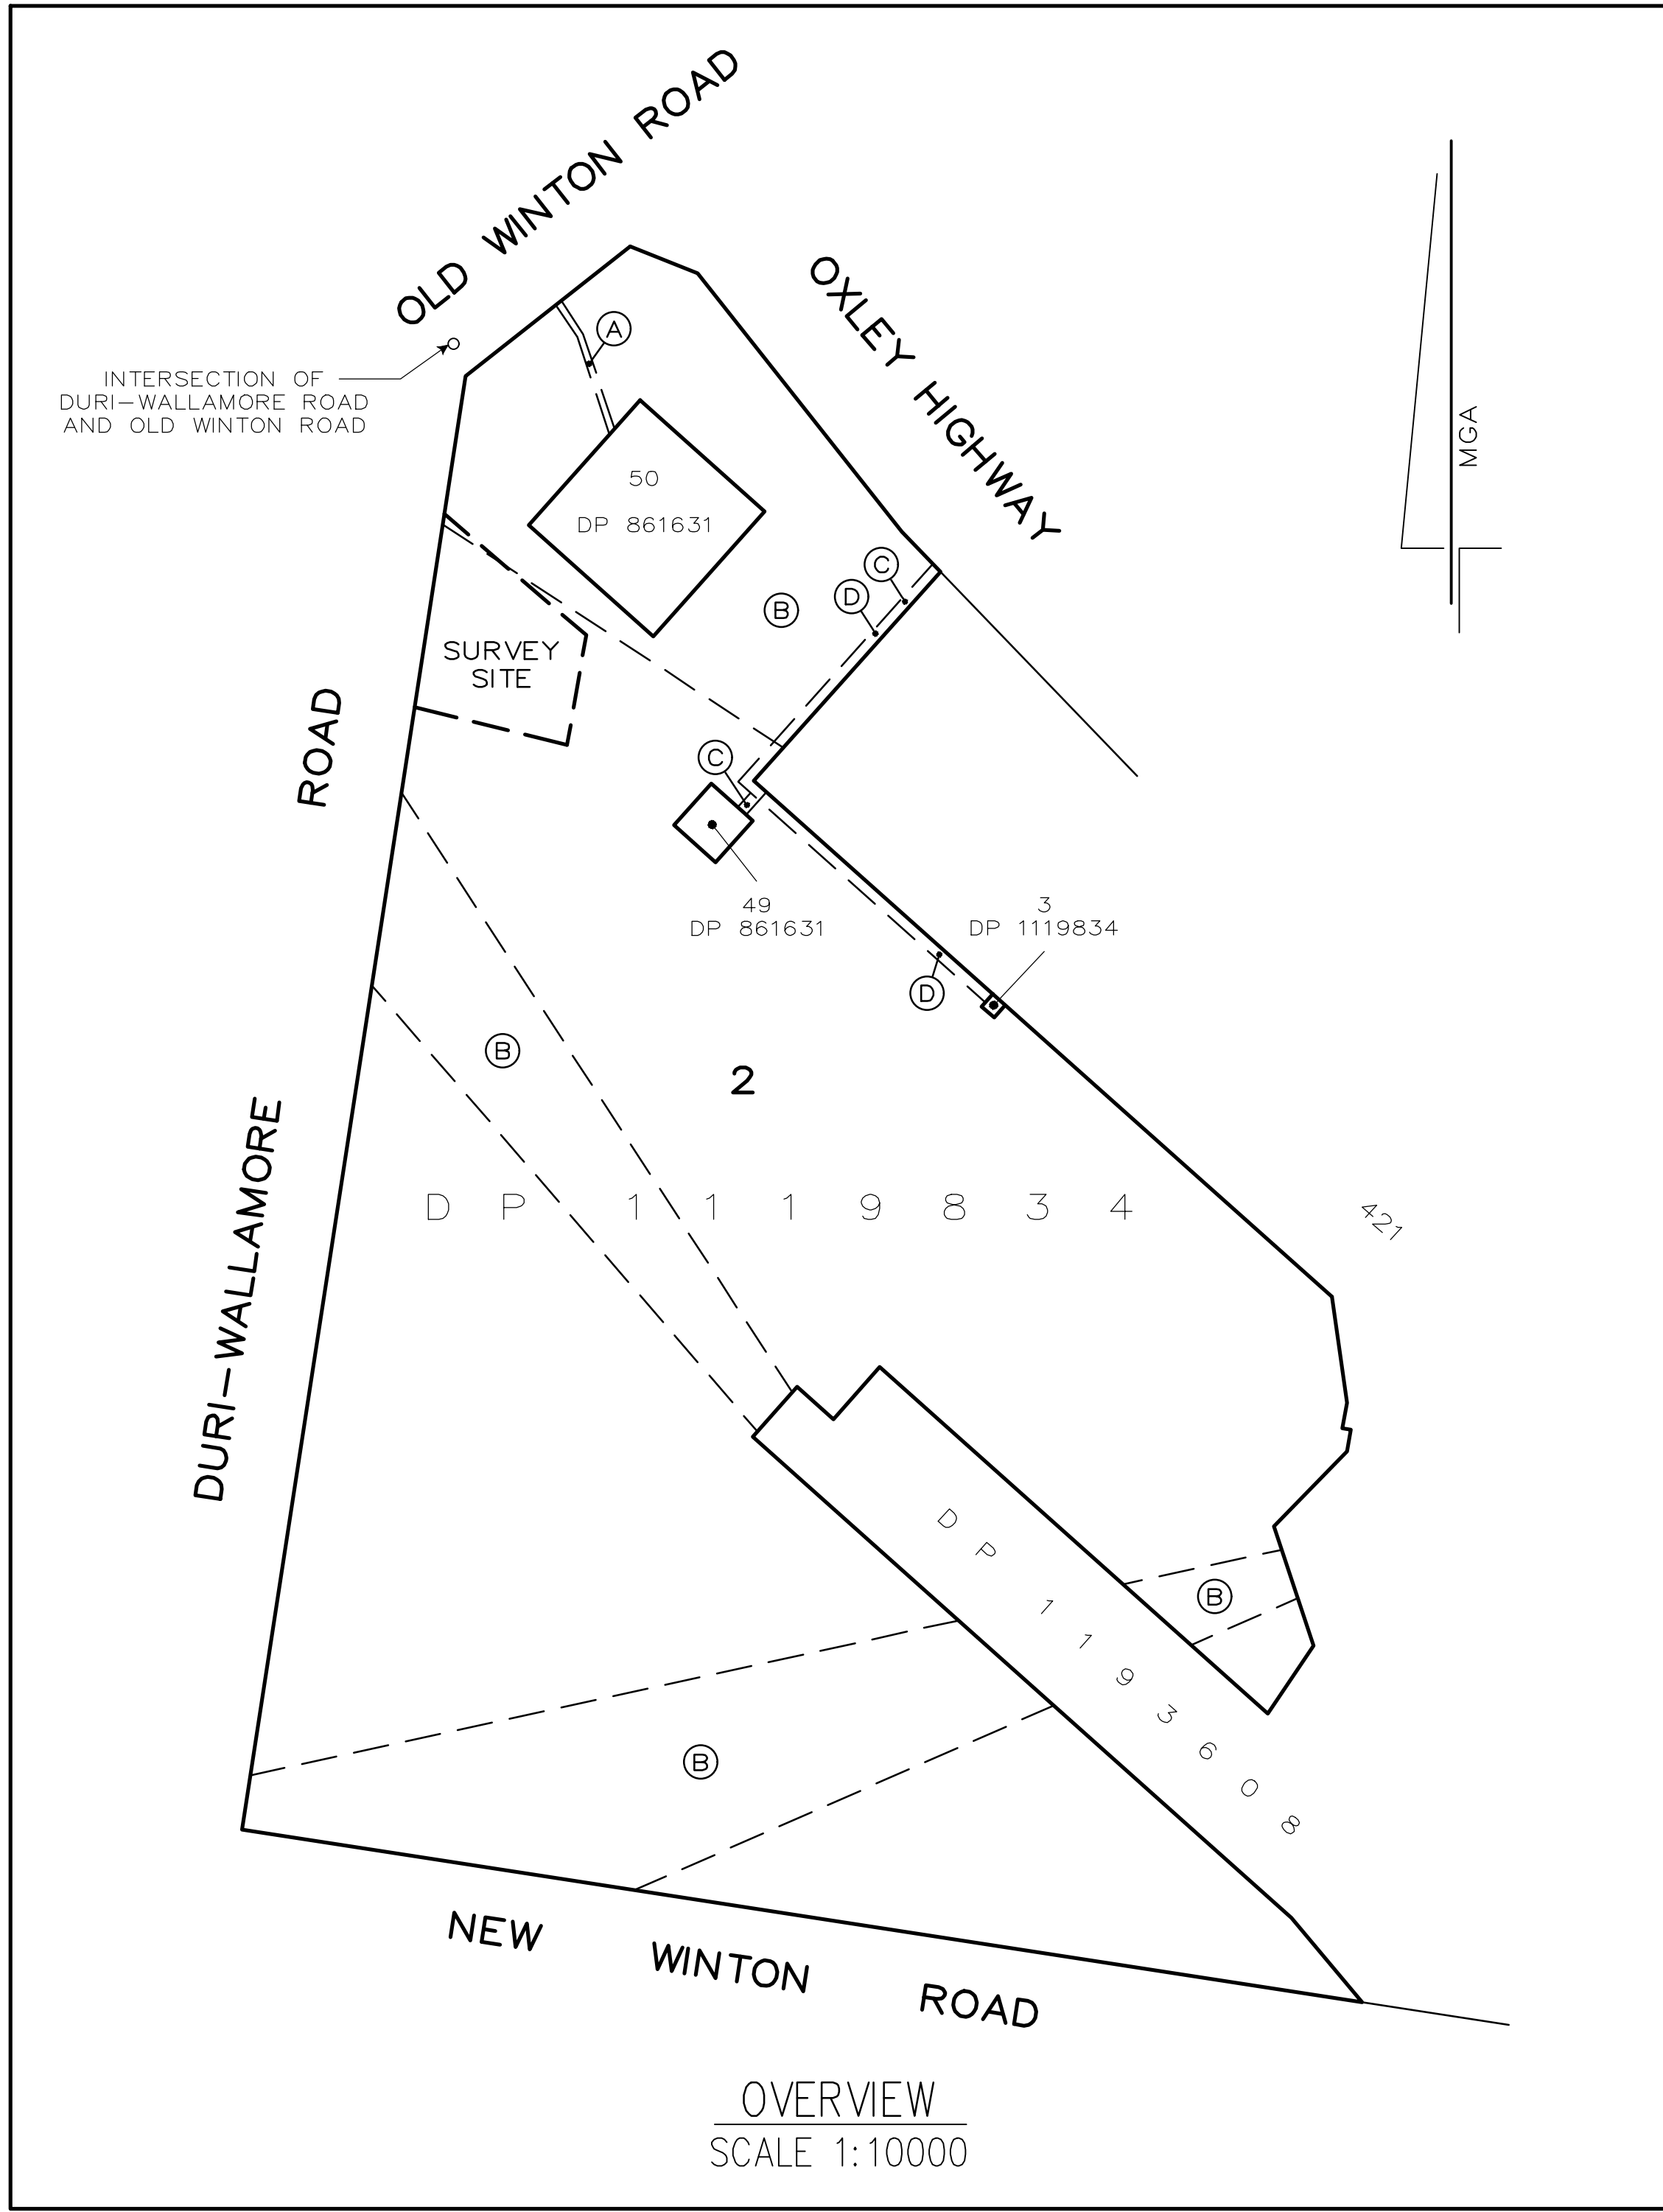 OLD WINTON ROAD
OXLEY HIGHWAY
INTERSECTION OF
DURI-WALLAMORE ROAD
AND OLD WINTON ROAD
A
MGA
50
DP 861631
C
D
B
SURVEY
SITE
ROAD
C
49
DP 861631
3
DP 1119834
D
B
2
DP 1119834
421
DURI-WALLAMORE
DP 1193608
B
B
NEW WINTON ROAD
OVERVIEW
SCALE 1:10000